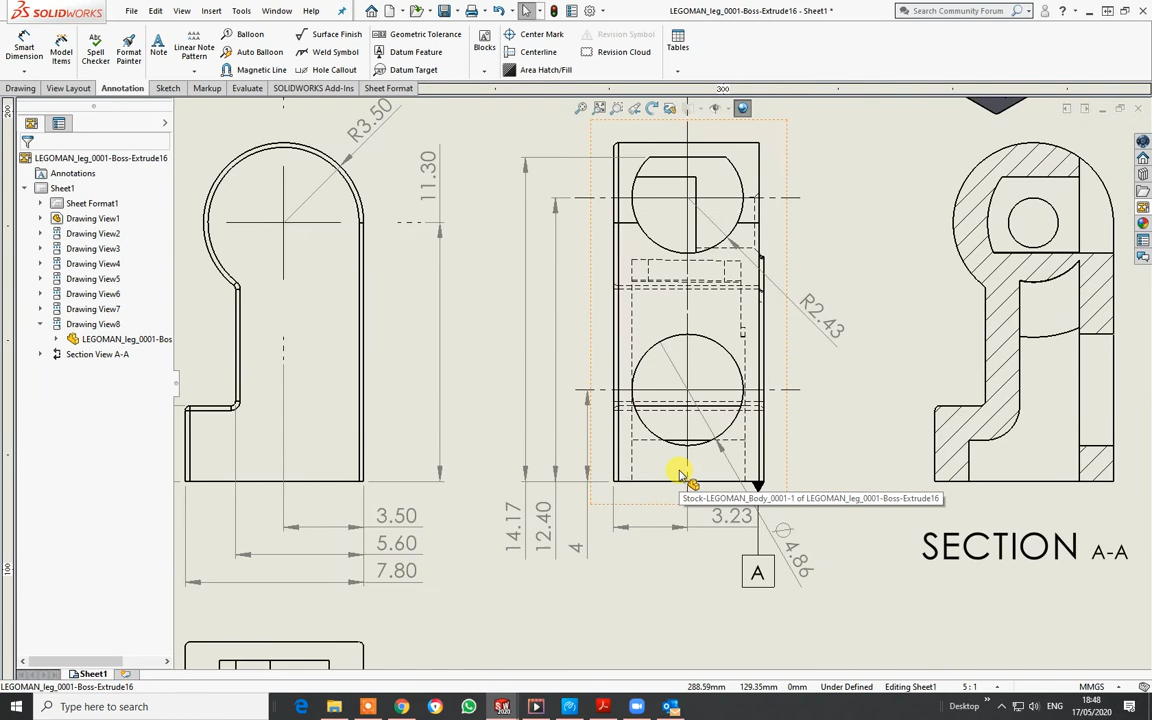 SOLIDWORKS
File Edit View Insert Tools Window Help
LEGOMAN_leg_0001-Boss-Extrude16 - Sheet1 *
Search Community Forum
Smart Dimension
Model Items
Spell Checker
Format Painter
Note
Linear Note Pattern
Balloon
Auto Balloon
Magnetic Line
Surface Finish
Weld Symbol
Hole Callout
Geometric Tolerance
Datum Feature
Datum Target
Blocks
Center Mark
Centerline
Area Hatch/Fill
Revision Symbol
Revision Cloud
Tables
Drawing View Layout Annotation Sketch Markup Evaluate SOLIDWORKS Add-Ins Sheet Format
200
300
100
LEGOMAN_leg_0001-Boss-Extrude16
Annotations
Sheet1
Sheet Format1
Drawing View1
Drawing View2
Drawing View3
Drawing View4
Drawing View5
Drawing View6
Drawing View7
Drawing View8
LEGOMAN_leg_0001-Bos
Section View A-A
R3.50
11.30
3.50
5.60
7.80
14.17
12.40
4
R2.43
3.23
⌀4.86
A
Stock-LEGOMAN_Body_0001-1 of LEGOMAN_leg_0001-Boss-Extrude16
SECTION A-A
Sheet1
LEGOMAN_leg_0001-Boss-Extrude16
288.59mm 129.35mm 0mm Under Defined Editing Sheet1 5 : 1 MMGS
Type here to search
Desktop
ENG
18:48
17/05/2020